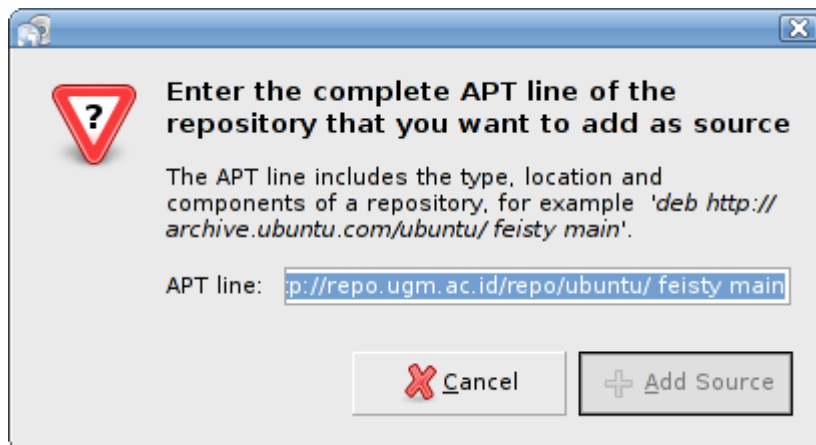 ?
Enter the complete APT line of the
repository that you want to add as source
The APT line includes the type, location and
components of a repository, for example 'deb http://
archive.ubuntu.com/ubuntu/ feisty main'.
APT line: tp://repo.ugm.ac.id/repo/ubuntu/ feisty main
Cancel Add Source